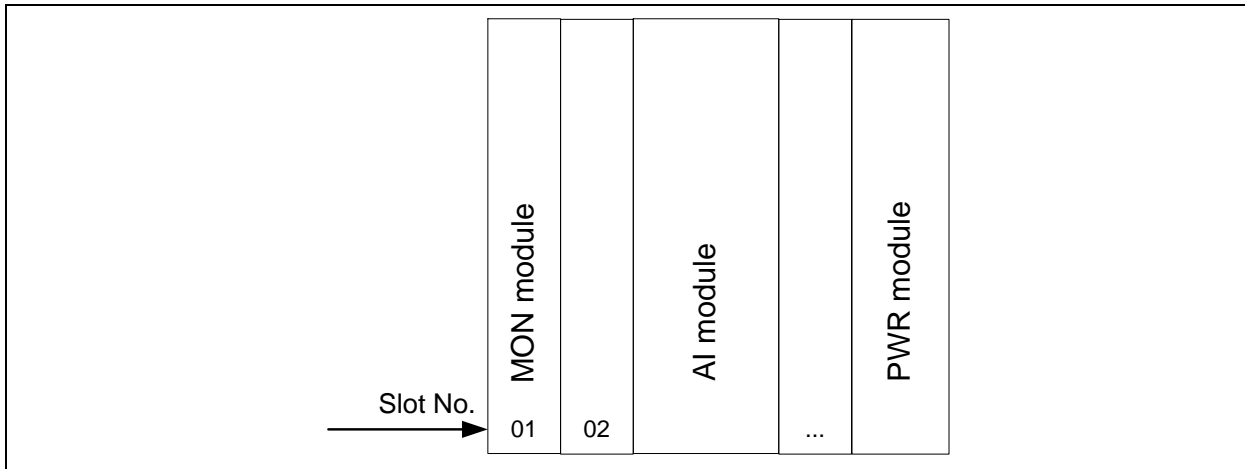 MON module
AI module
PWR module
Slot No.
01
02
...